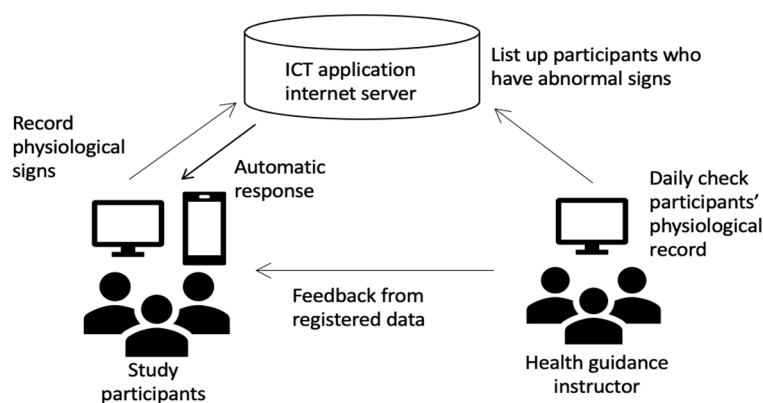 ICT application
internet server
List up participants who
have abnormal signs
Record
physiological
signs
Automatic
response
Daily check
participants’
physiological
record
Feedback from
registered data
Study
participants
Health guidance
instructor